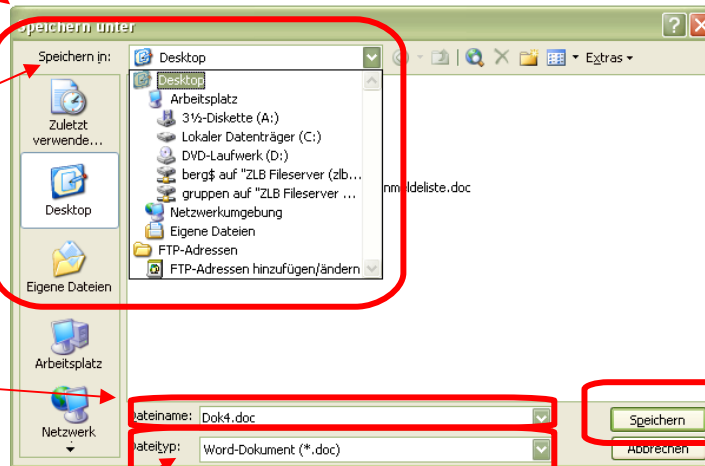 Speichern unter
Speichern in:
Desktop
Extras
Desktop
Arbeitsplatz
3½-Diskette (A:)
Lokaler Datenträger (C:)
DVD-Laufwerk (D:)
berg$ auf "ZLB Fileserver (zlb...
gruppen auf "ZLB Fileserver ...
Netzwerkumgebung
Eigene Dateien
FTP-Adressen
FTP-Adressen hinzufügen/ändern
nmeldeliste.doc
Zuletzt
verwende...
Desktop
Eigene Dateien
Arbeitsplatz
Netzwerk
Dateiname:
Dok4.doc
Speichern
Dateityp:
Word-Dokument (*.doc)
Abbrechen